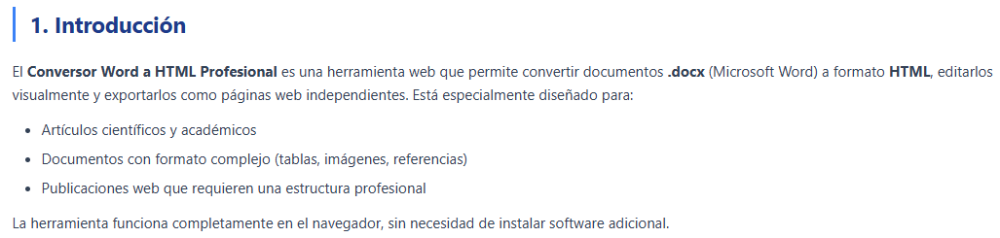 1. Introducción
El Conversor Word a HTML Profesional es una herramienta web que permite convertir documentos .docx (Microsoft Word) a formato HTML, editarlos
visualmente y exportarlos como páginas web independientes. Está especialmente diseñado para:
• Artículos científicos y académicos
• Documentos con formato complejo (tablas, imágenes, referencias)
• Publicaciones web que requieren una estructura profesional
La herramienta funciona completamente en el navegador, sin necesidad de instalar software adicional.